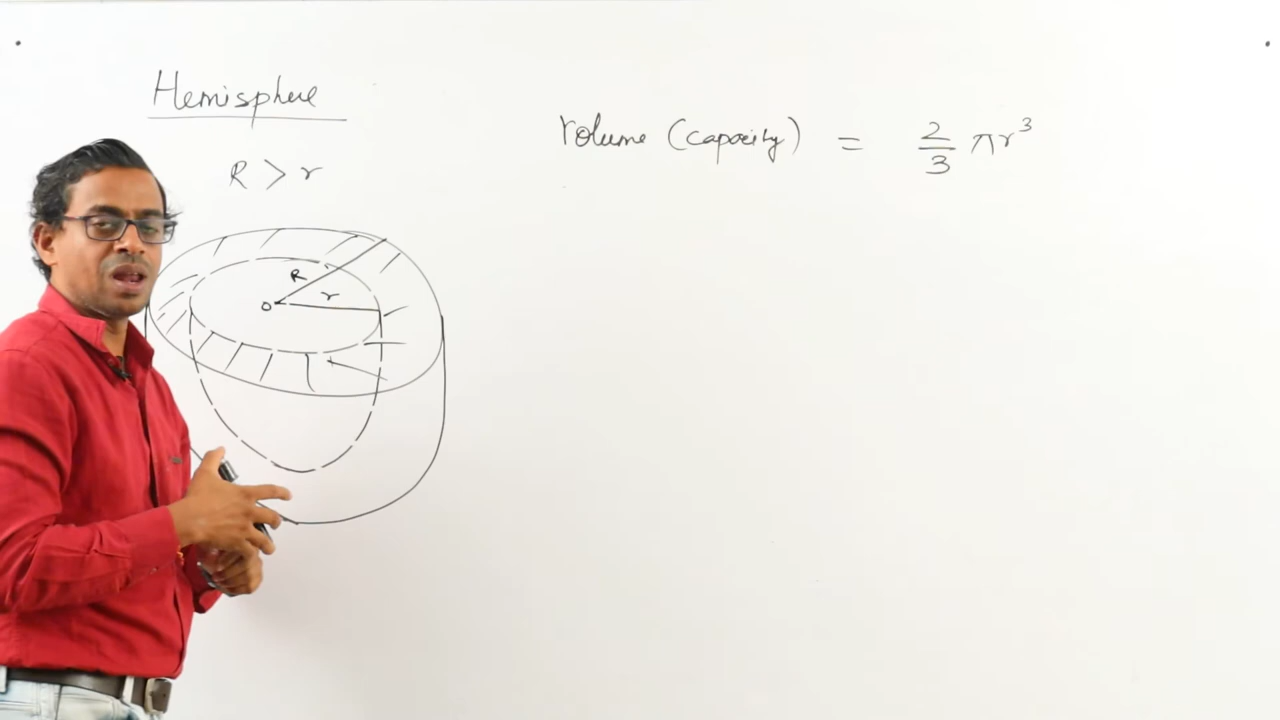 Hemisphere
Volume (capacity) = 2/3 πr³
R > r
R
r
O